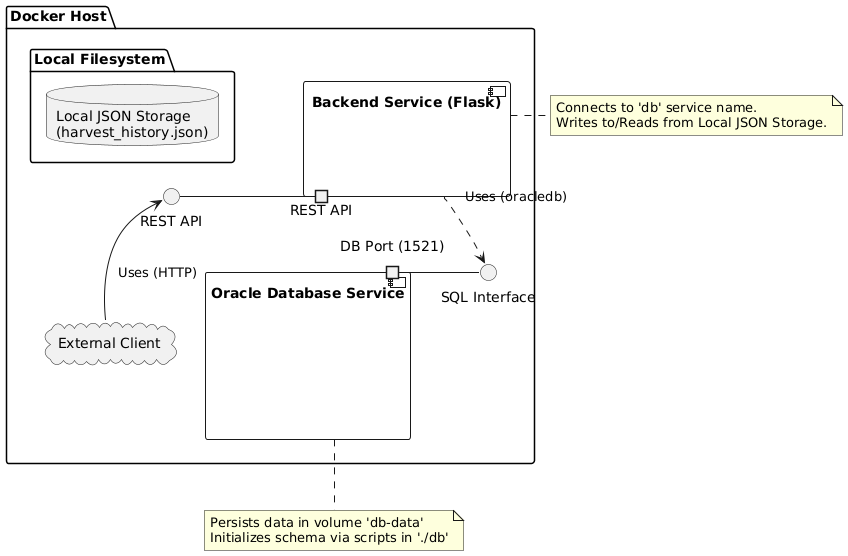 Docker Host
Local Filesystem
Local JSON Storage
(harvest_history.json)
Backend Service (Flask)
Connects to 'db' service name.
Writes to/Reads from Local JSON Storage.
REST API
REST API
Uses (oracledb)
DB Port (1521)
Uses (HTTP)
Oracle Database Service
SQL Interface
External Client
Persists data in volume 'db-data'
Initializes schema via scripts in './db'